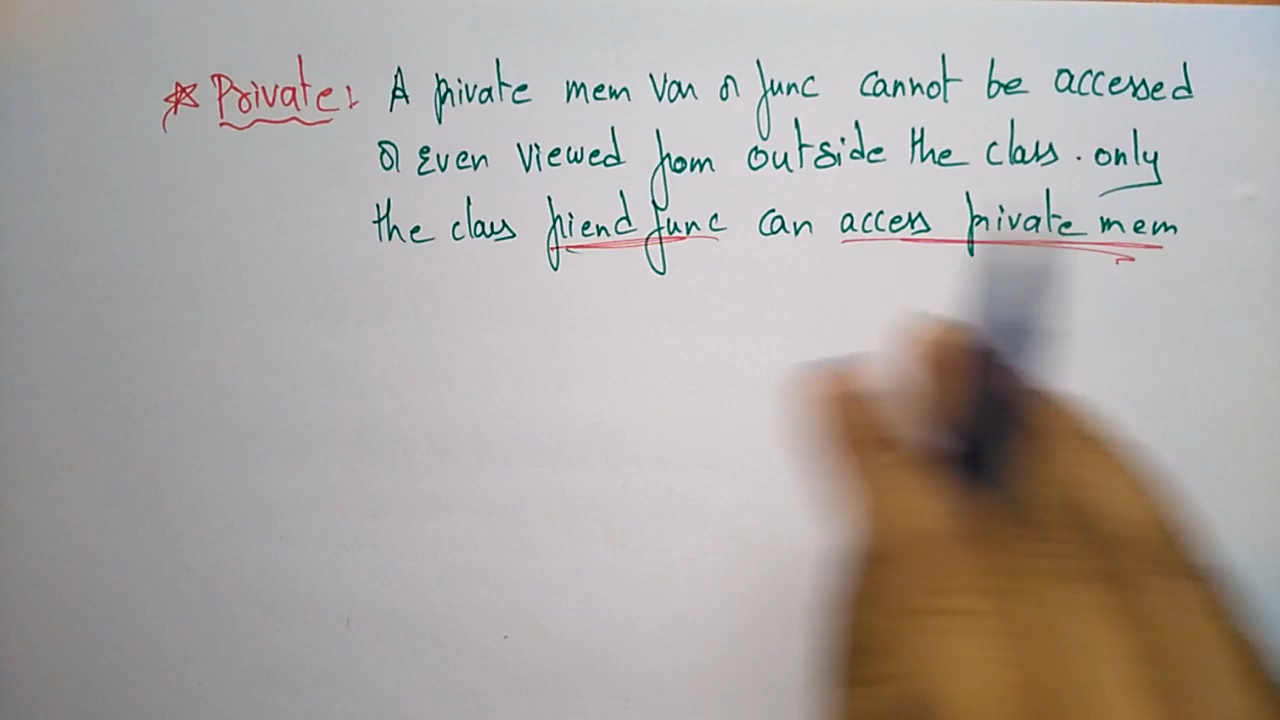 * Private: A private mem var or func cannot be accessed
or even viewed from outside the class. only
the class friend func can access private mem